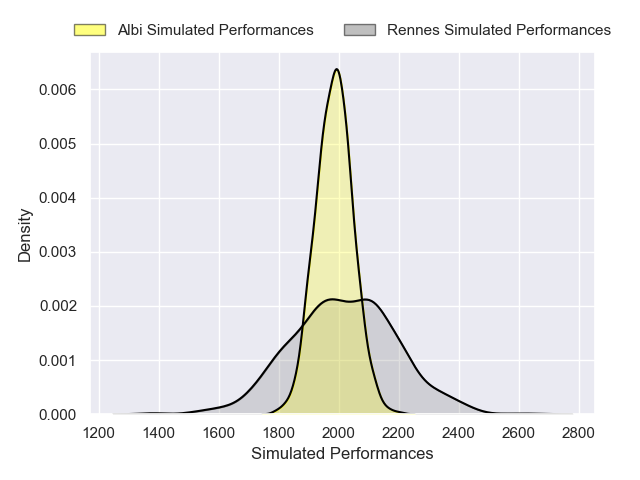 Albi Simulated Performances Rennes Simulated Performances
0.006
0.005
0.004
0.003
0.002
0.001
0.000
Density
1200 1400 1600 1800 2000 2200 2400 2600 2800
Simulated Performances